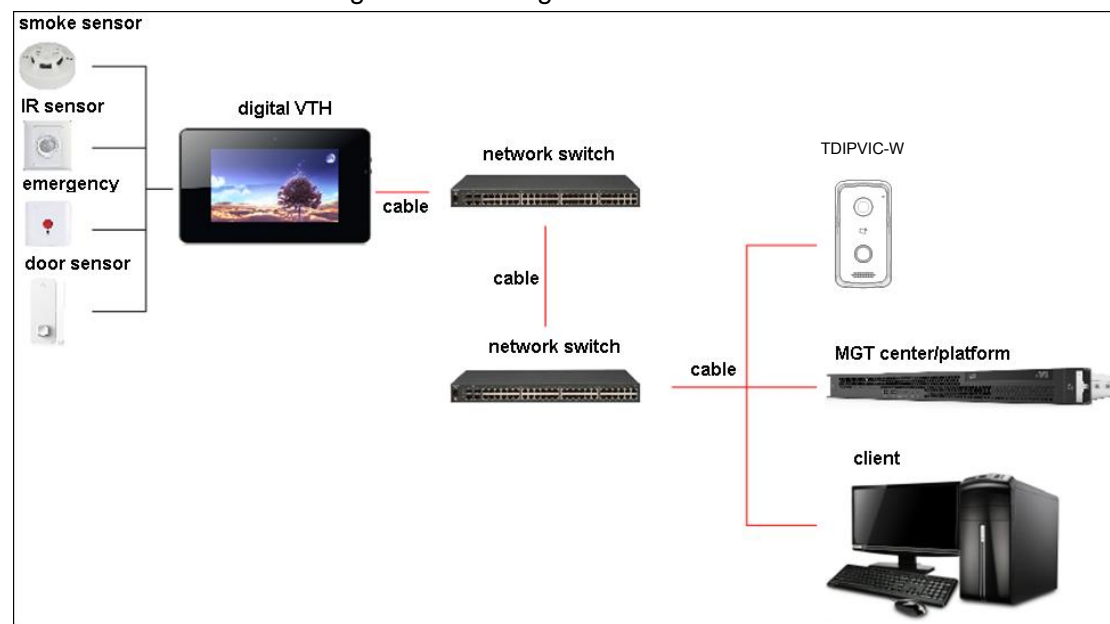 smoke sensor
IR sensor
digital VTH
emergency
door sensor
network switch
cable
cable
network switch
cable
TDIPVIC-W
MGT center/platform
client